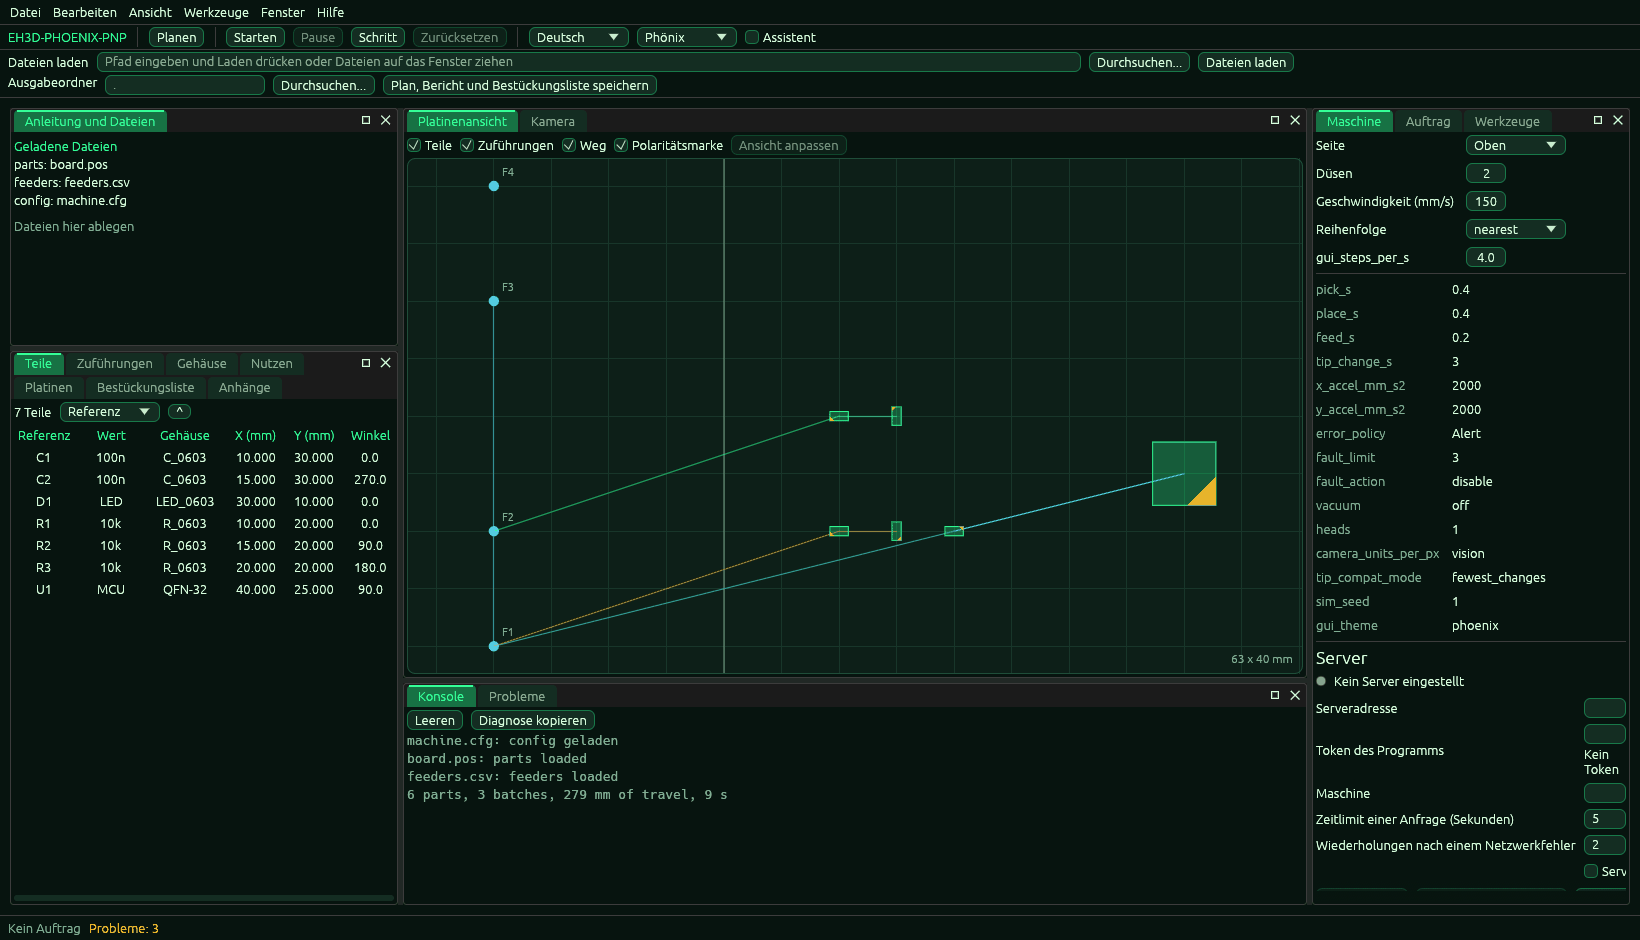 Datei Bearbeiten Ansicht Werkzeuge Fenster Hilfe
EH3D-PHOENIX-PNP Planen Starten Pause Schritt Zurücksetzen Deutsch Phönix Assistent
Dateien laden Pfad eingeben und Laden drücken oder Dateien auf das Fenster ziehen Durchsuchen... Dateien laden
Ausgabeordner . Durchsuchen... Plan, Bericht und Bestückungsliste speichern
Anleitung und Dateien
Geladene Dateien
parts: board.pos
feeders: feeders.csv
config: machine.cfg
Dateien hier ablegen
Teile Zuführungen Gehäuse Nutzen
Platinen Bestückungsliste Anhänge
7 Teile Referenz ^
Referenz Wert Gehäuse X (mm) Y (mm) Winkel
C1 100n C_0603 10.000 30.000 0.0
C2 100n C_0603 15.000 30.000 270.0
D1 LED LED_0603 30.000 10.000 0.0
R1 10k R_0603 10.000 20.000 0.0
R2 10k R_0603 15.000 20.000 90.0
R3 10k R_0603 20.000 20.000 180.0
U1 MCU QFN-32 40.000 25.000 90.0
Platinenansicht Kamera
Teile Zuführungen Weg Polaritätsmarke Ansicht anpassen
F4
F3
F2
F1
63 x 40 mm
Konsole Probleme
Leeren Diagnose kopieren
machine.cfg: config geladen
board.pos: parts loaded
feeders.csv: feeders loaded
6 parts, 3 batches, 279 mm of travel, 9 s
Maschine Auftrag Werkzeuge
Seite Oben
Düsen 2
Geschwindigkeit (mm/s) 150
Reihenfolge nearest
gui_steps_per_s 4.0
pick_s 0.4
place_s 0.4
feed_s 0.2
tip_change_s 3
x_accel_mm_s2 2000
y_accel_mm_s2 2000
error_policy Alert
fault_limit 3
fault_action disable
vacuum off
heads 1
camera_units_per_px vision
tip_compat_mode fewest_changes
sim_seed 1
gui_theme phoenix
Server
Kein Server eingestellt
Serveradresse
Token des Programms Kein
Token
Maschine
Zeitlimit einer Anfrage (Sekunden) 5
Wiederholungen nach einem Netzwerkfehler 2
Serv
Kein Auftrag Probleme: 3